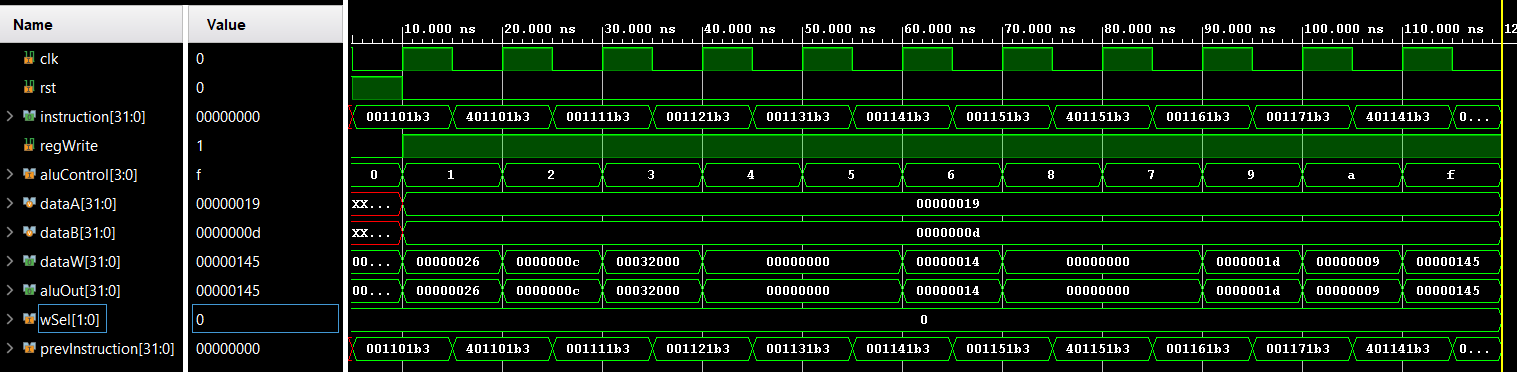 Name Value
10.000 ns 20.000 ns 30.000 ns 40.000 ns 50.000 ns 60.000 ns 70.000 ns 80.000 ns 90.000 ns 100.000 ns 110.000 ns 12
clk 0
rst 0
instruction[31:0] 00000000 001101b3 401101b3 001111b3 001121b3 001131b3 001141b3 001151b3 401151b3 001161b3 001171b3 401141b3 0...
regWrite 1
aluControl[3:0] f 0 1 2 3 4 5 6 8 7 9 a f
dataA[31:0] 00000019 XX... 00000019
dataB[31:0] 0000000d XX... 0000000d
dataW[31:0] 00000145 00... 00000026 0000000c 00032000 00000000 00000014 00000000 0000001d 00000009 00000145
aluOut[31:0] 00000145 00... 00000026 0000000c 00032000 00000000 00000014 00000000 0000001d 00000009 00000145
wSel[1:0] 0 0
prevInstruction[31:0] 00000000 001101b3 401101b3 001111b3 001121b3 001131b3 001141b3 001151b3 401151b3 001161b3 001171b3 401141b3 0...